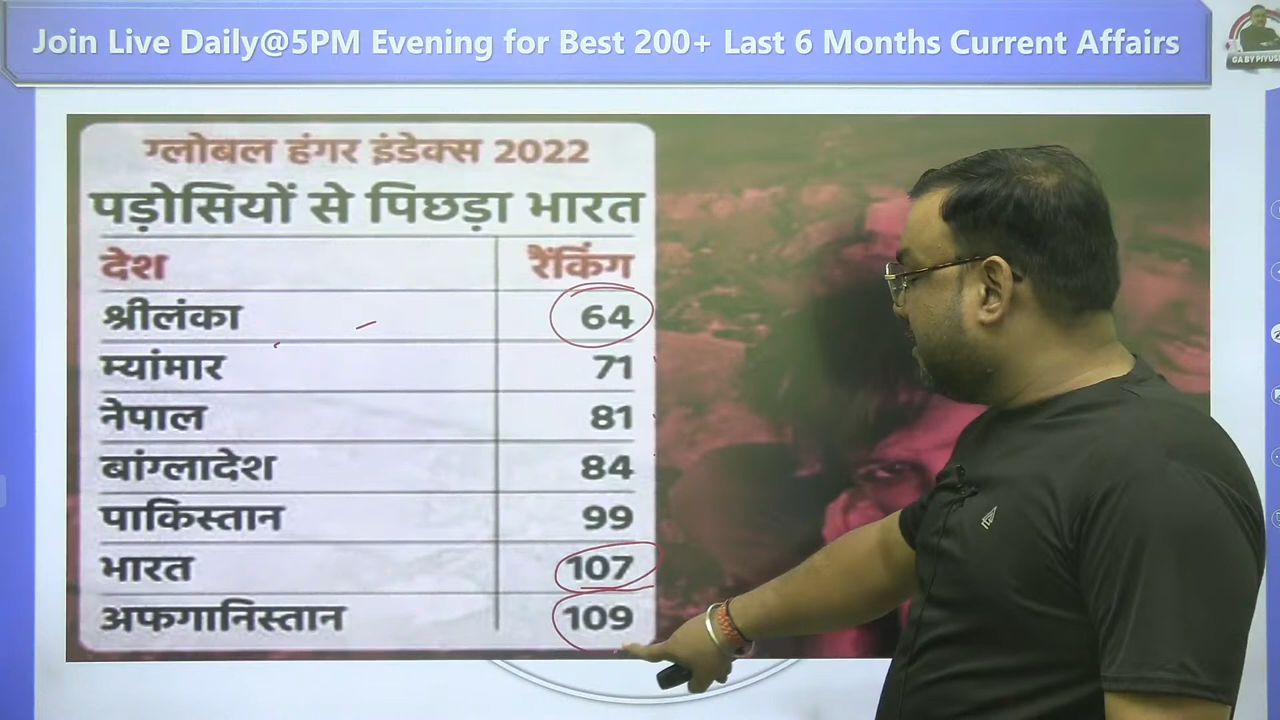 Join Live Daily@5PM Evening for Best 200+ Last 6 Months Current Affairs
ग्लोबल हंगर इंडेक्स 2022
पड़ोसियों से पिछड़ा भारत
देश रैंकिंग
श्रीलंका 64
म्यांमार 71
नेपाल 81
बांग्लादेश 84
पाकिस्तान 99
भारत 107
अफगानिस्तान 109